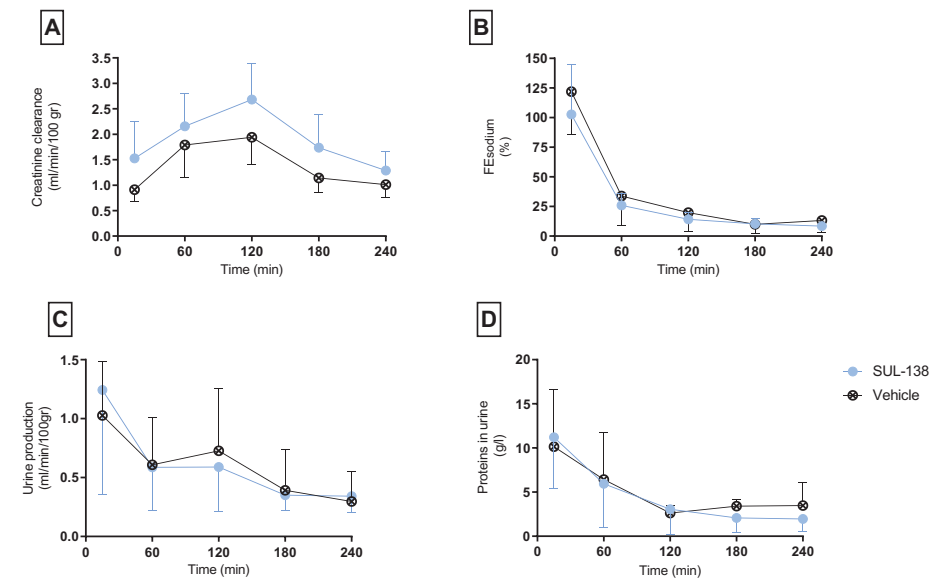 A
Creatinine clearance
(ml/min/100 gr)
3.5
3.0
2.5
2.0
1.5
1.0
0.5
0.0
0 60 120 180 240
Time (min)
B
FEsodium
(%)
150
125
100
75
50
25
0
0 60 120 180 240
Time (min)
C
Urine production
(ml/min/100gr)
1.5
1.0
0.5
0.0
0 60 120 180 240
Time (min)
D
Proteins in urine
(g/l)
20
15
10
5
0
0 60 120 180 240
Time (min)
SUL-138
Vehicle